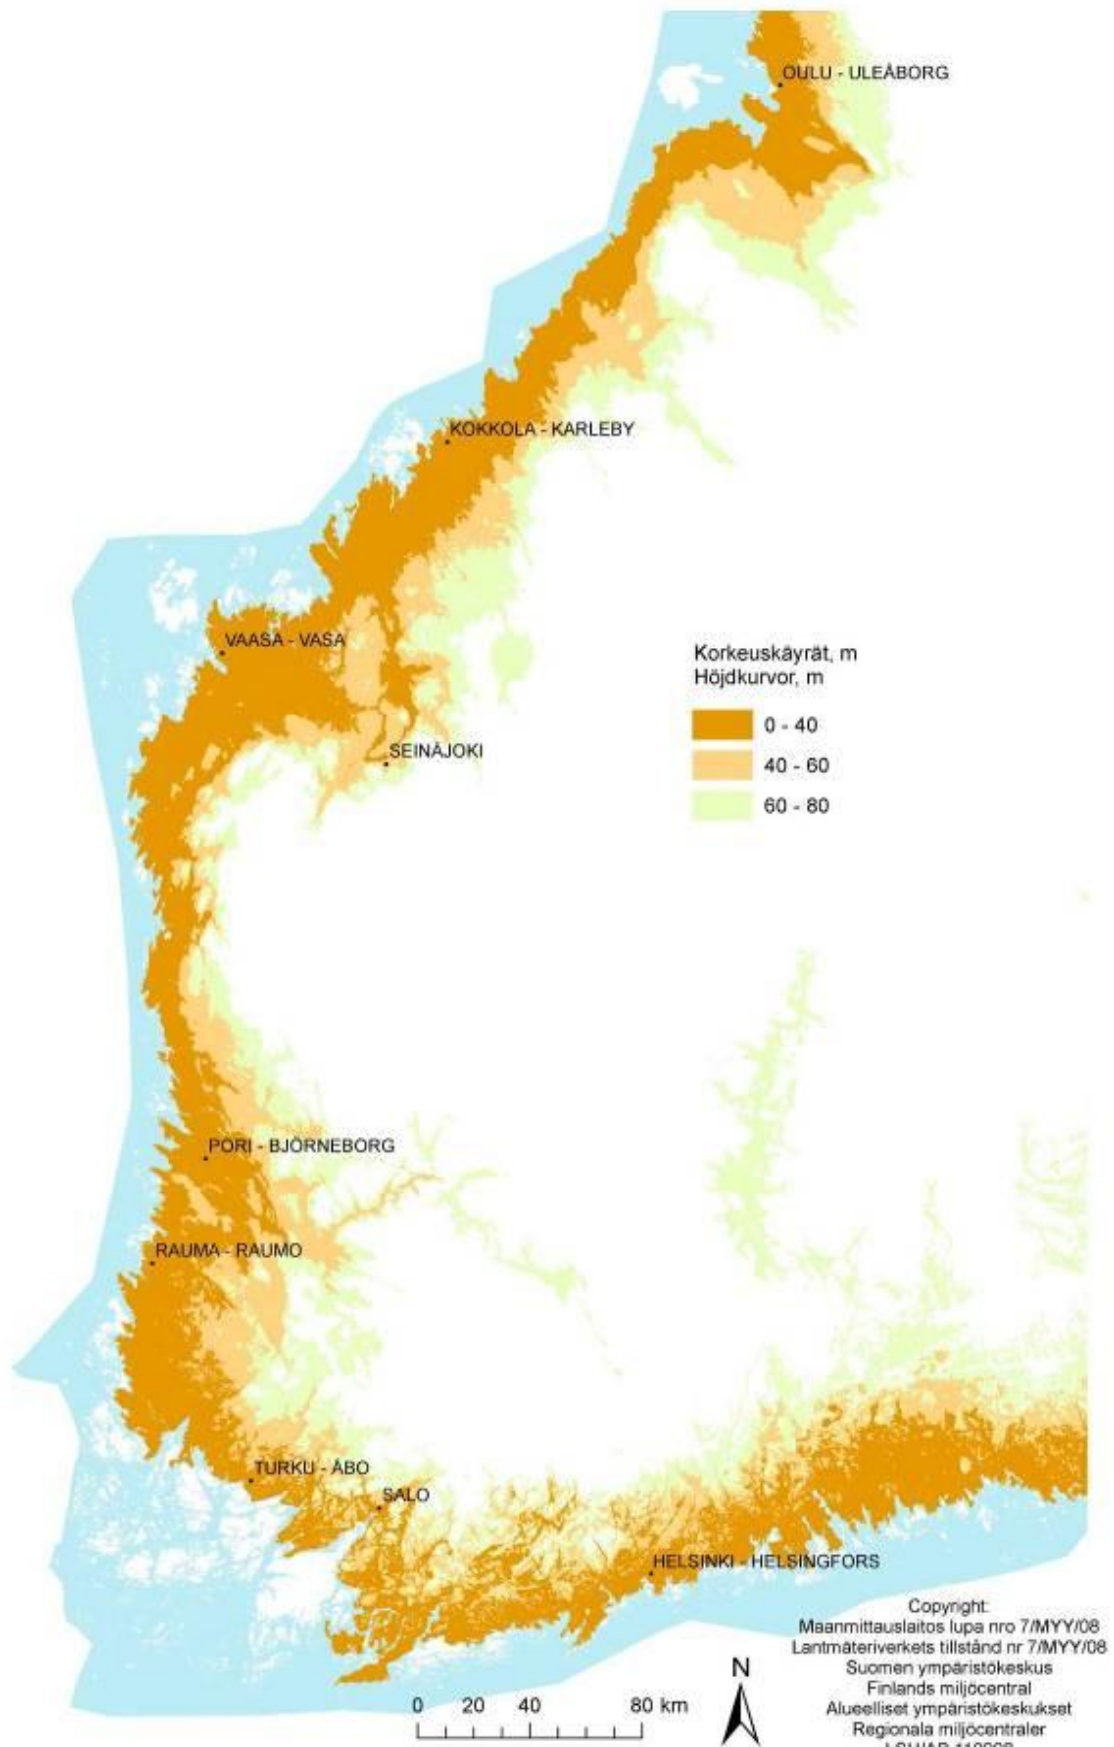 OULU - ULEÅBORG
KOKKOLA - KARLEBY
VAASA - VASA
Korkeuskäyrät, m
Höjdkurvor, m
0 - 40
40 - 60
60 - 80
SEINÄJOKI
PORI - BJÖRNEBORG
RAUMA - RAUMO
TURKU - ÅBO
SALO
HELSINKI - HELSINGFORS
Copyright:
Maanmittauslaitos lupa nro 7/MYY/08
Lantmäteriverkets tillstånd nr 7/MYY/08
Suomen ympäristökeskus
Finlands miljöcentral
Alueelliset ympäristökeskukset
Regionala miljöcentraler
N
0 20 40 80 km